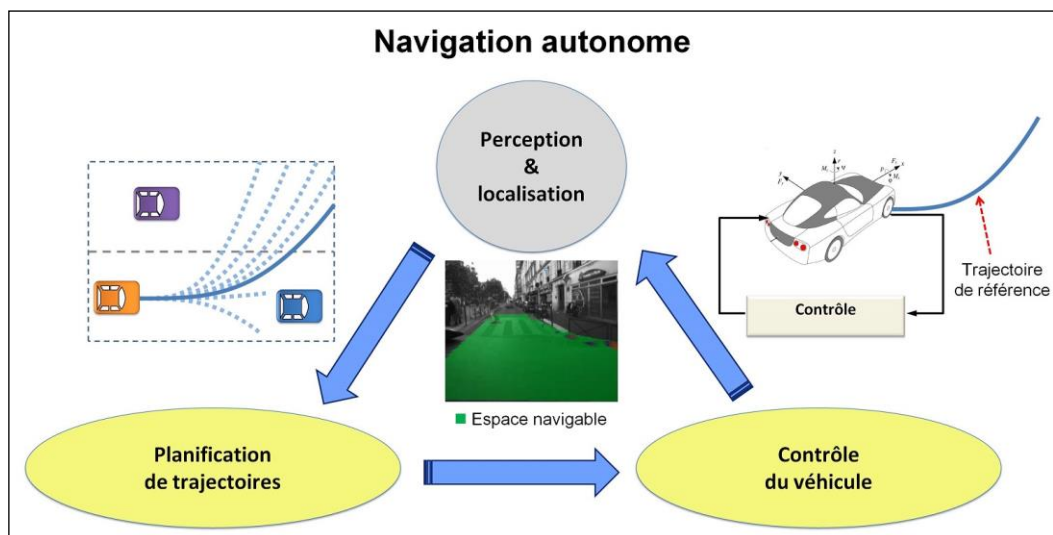 Navigation autonome
Perception
&
localisation
Trajectoire
de référence
Contrôle
Espace navigable
Planification
de trajectoires
Contrôle
du véhicule